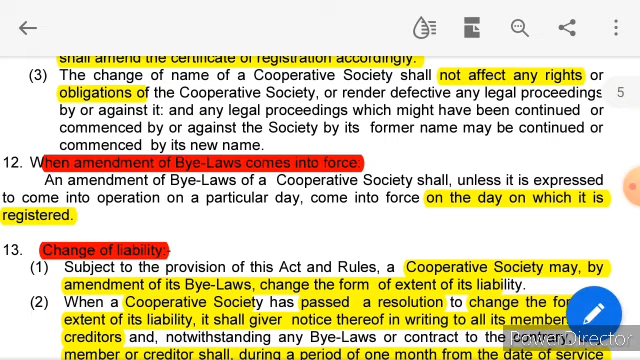 shall amend the certificate of registration accordingly.
5
(3) The change of name of a Cooperative Society shall not affect any rights or
obligations of the Cooperative Society, or render defective any legal proceedings
by or against it: and any legal proceedings which might have been continued or
commenced by or against the Society by its former name may be continued or
commenced by its new name.
12. When amendment of Bye-Laws comes into force:
An amendment of Bye-Laws of a Cooperative Society shall, unless it is expressed
to come into operation on a particular day, come into force on the day on which it is
registered.
13. Change of liability:-
(1) Subject to the provision of this Act and Rules, a Cooperative Society may, by
amendment of its Bye-Laws, change the form of extent of its liability.
(2) When a Cooperative Society has passed a resolution to change the
extent of its liability, it shall giver notice thereof in writing to all its
creditors and, notwithstanding any Bye-Laws or contract to the contrary,
member or creditor shall, during a period of one month from the date of service